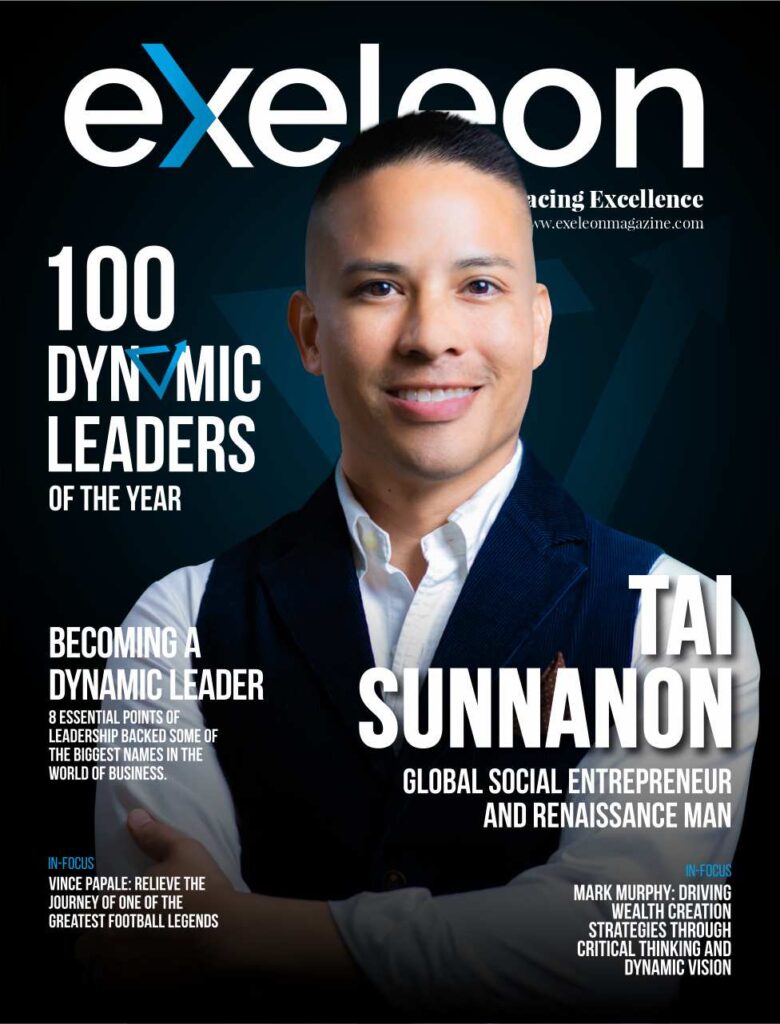 exeleon
acing Excellence
ww.exeleonmagazine.com
100
DYNAMIC
LEADERS
OF THE YEAR
BECOMING A
DYNAMIC LEADER
8 ESSENTIAL POINTS OF
LEADERSHIP BACKED SOME OF
THE BIGGEST NAMES IN THE
WORLD OF BUSINESS.
TAI
SUNNANON
GLOBAL SOCIAL ENTREPRENEUR
AND RENAISSANCE MAN
IN-FOCUS
VINCE PAPALE: RELIEVE THE
JOURNEY OF ONE OF THE
GREATEST FOOTBALL LEGENDS
IN-FOCUS
MARK MURPHY: DRIVING
WEALTH CREATION
STRATEGIES THROUGH
CRITICAL THINKING AND
DYNAMIC VISION